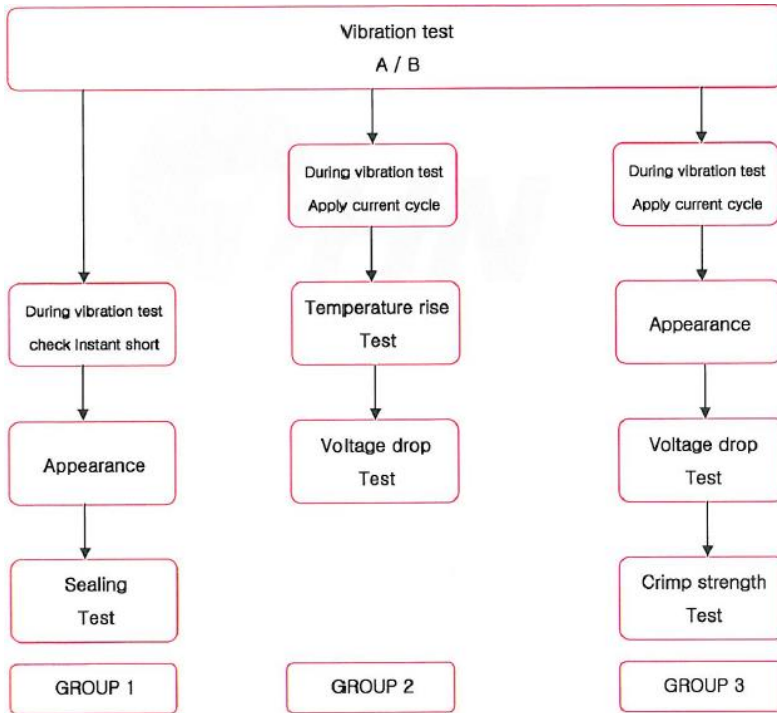 Vibration test
A / B
During vibration test
Apply current cycle
During vibration test
Apply current cycle
During vibration test
check instant short
Temperature rise
Test
Appearance
Appearance
Voltage drop
Test
Voltage drop
Test
Sealing
Test
Crimp strength
Test
GROUP 1
GROUP 2
GROUP 3